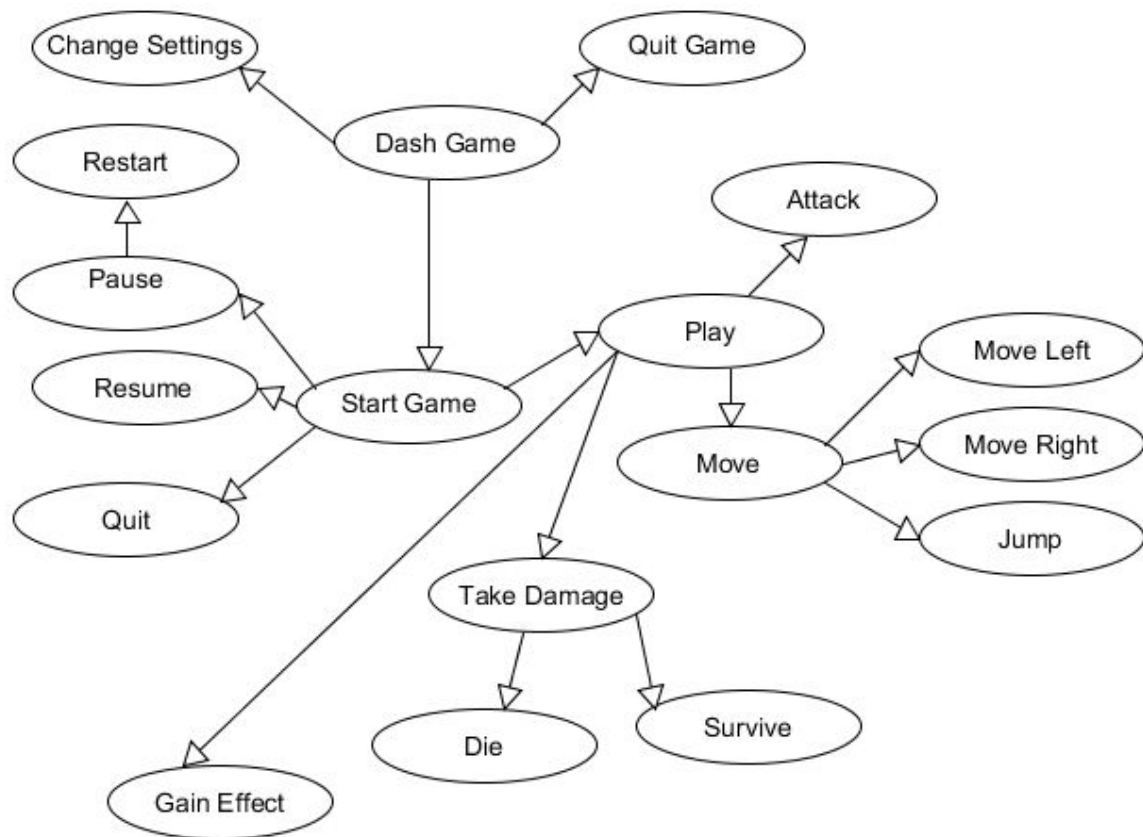 Change Settings
Quit Game
Dash Game
Restart
Attack
Pause
Play
Move Left
Resume
Start Game
Move Right
Move
Quit
Jump
Take Damage
Survive
Die
Gain Effect